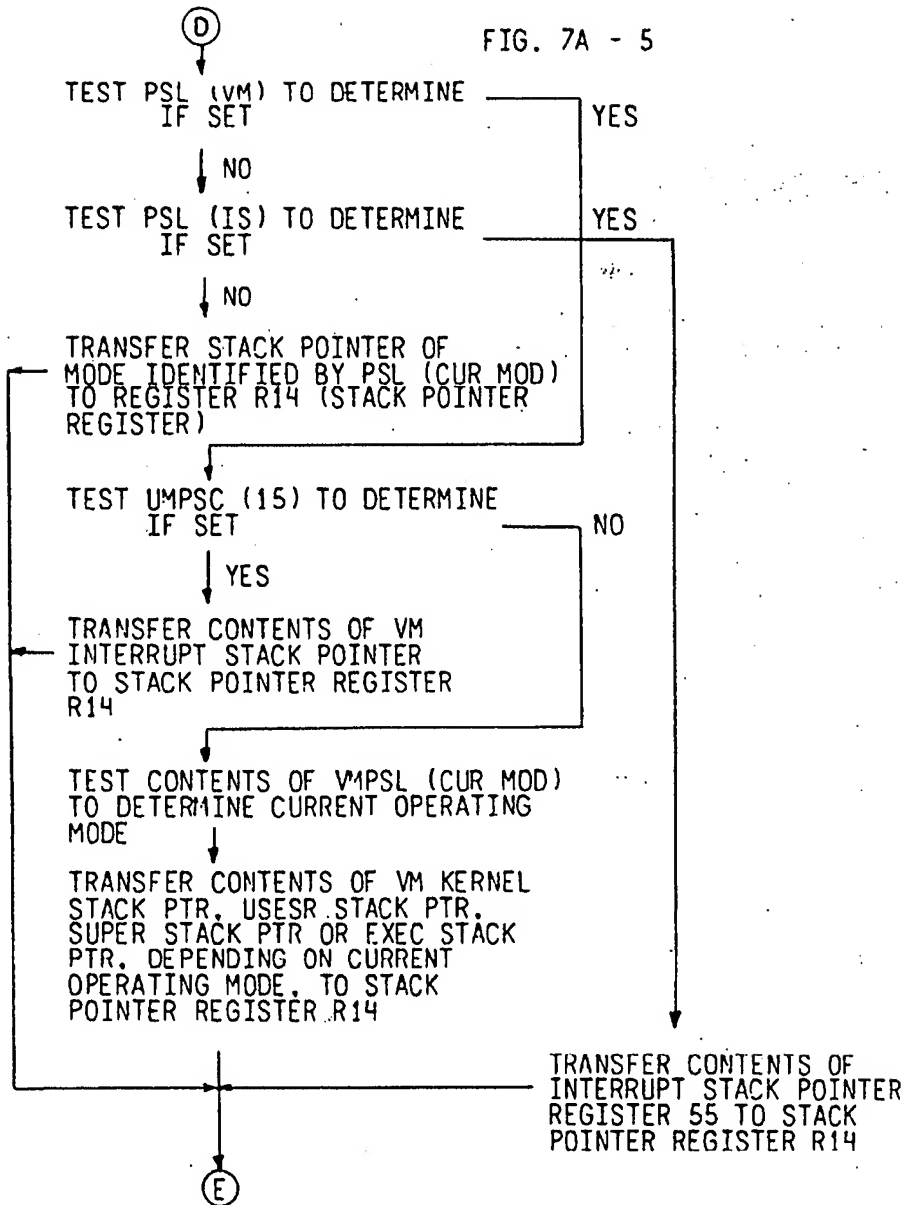 D
FIG. 7A - 5
TEST PSL (VM) TO DETERMINE
IF SET
YES
NO
TEST PSL (IS) TO DETERMINE
IF SET
YES
NO
TRANSFER STACK POINTER OF
MODE IDENTIFIED BY PSL (CUR MOD)
TO REGISTER R14 (STACK POINTER
REGISTER)
TEST UMPSC (15) TO DETERMINE
IF SET
NO
YES
TRANSFER CONTENTS OF VM
INTERRUPT STACK POINTER
TO STACK POINTER REGISTER
R14
TEST CONTENTS OF VMPSL (CUR MOD)
TO DETERMINE CURRENT OPERATING
MODE
TRANSFER CONTENTS OF VM KERNEL
STACK PTR, USESR STACK PTR,
SUPER STACK PTR OR EXEC STACK
PTR, DEPENDING ON CURRENT
OPERATING MODE, TO STACK
POINTER REGISTER R14
TRANSFER CONTENTS OF
INTERRUPT STACK POINTER
REGISTER 55 TO STACK
POINTER REGISTER R14
E